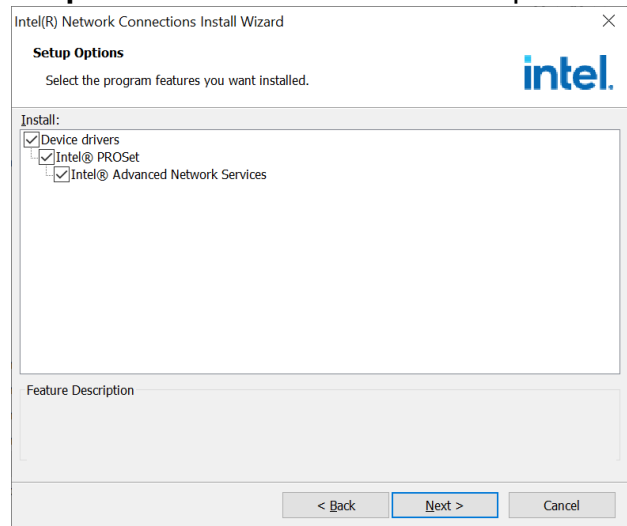 Intel(R) Network Connections Install Wizard
Setup Options
Select the program features you want installed.
intel.
Install:
Device drivers
Intel® PROSet
Intel® Advanced Network Services
Feature Description
< Back
Next >
Cancel